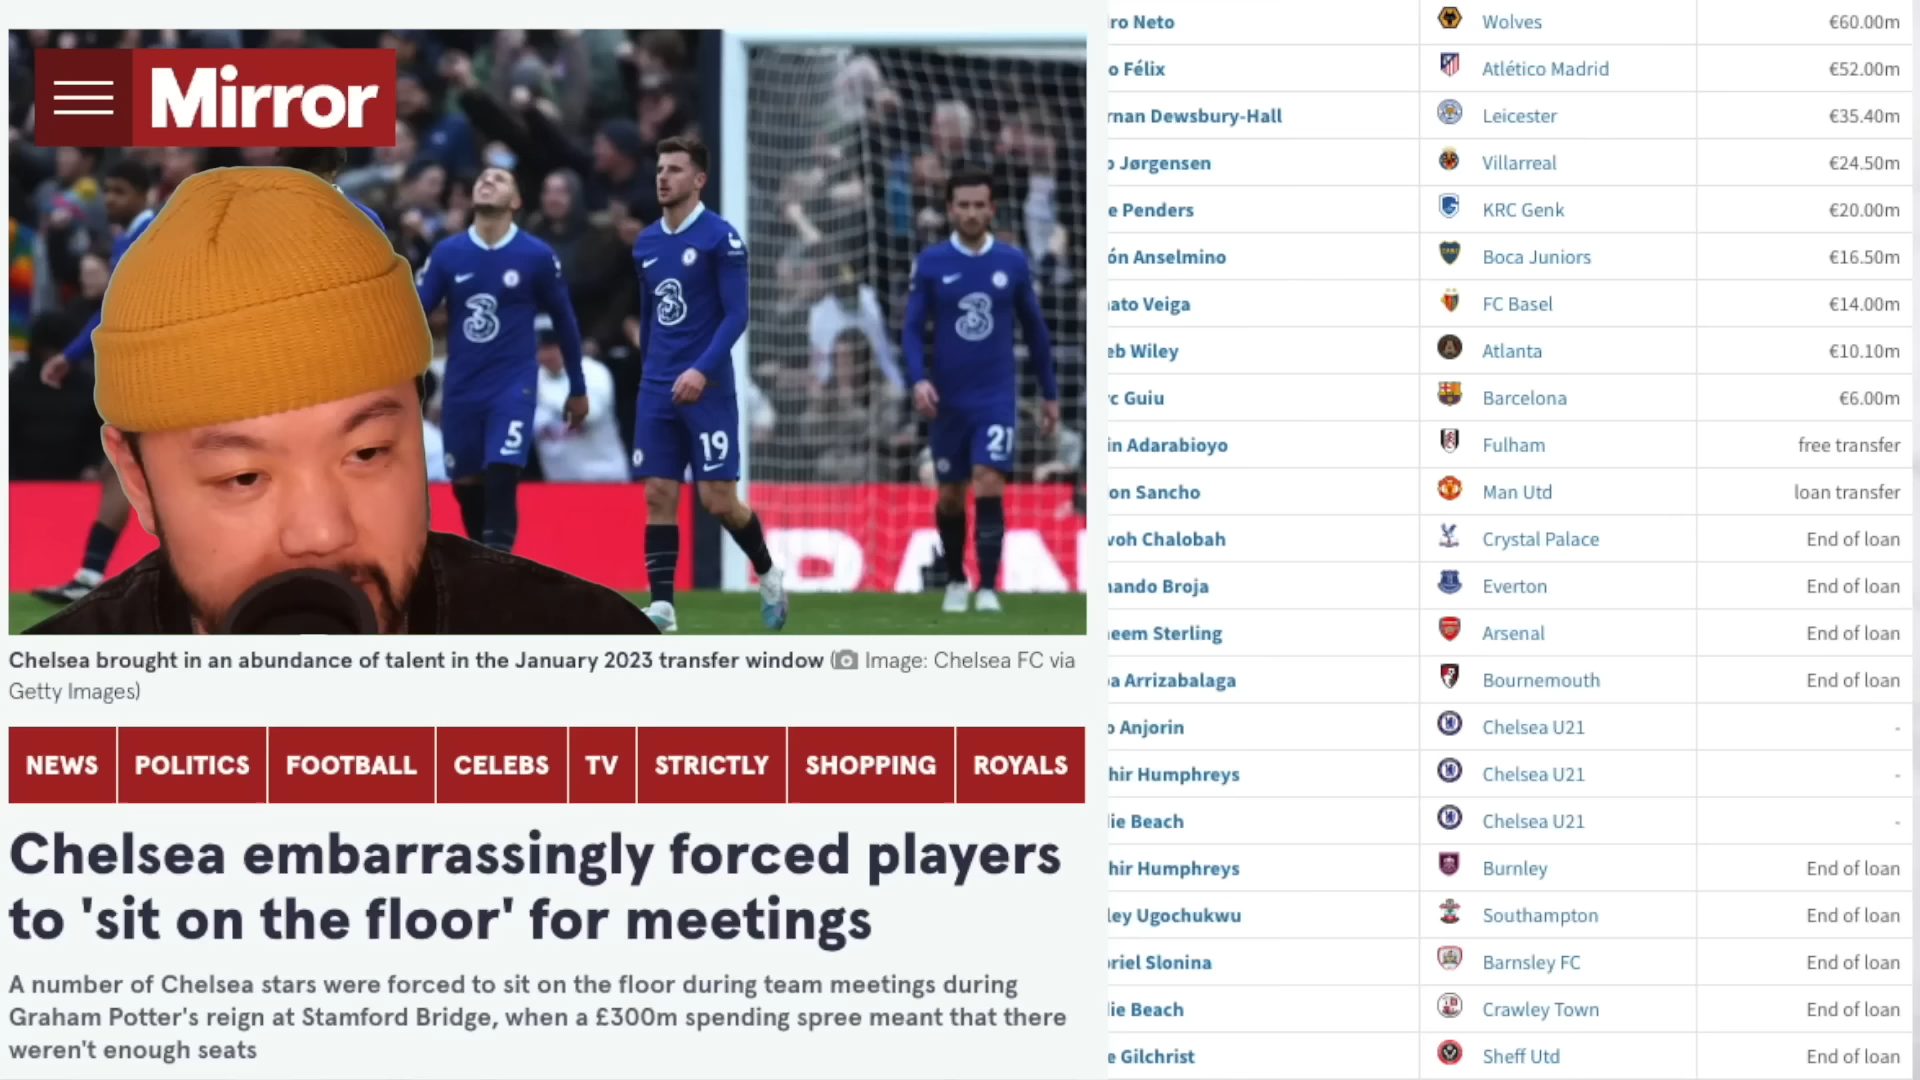 Mirror
3
5
3
19
3
21
Chelsea brought in an abundance of talent in the January 2023 transfer window (Image: Chelsea FC via
Getty Images)
NEWS POLITICS FOOTBALL CELEBS TV STRICTLY SHOPPING ROYALS
Chelsea embarrassingly forced players
to 'sit on the floor' for meetings
A number of Chelsea stars were forced to sit on the floor during team meetings during
Graham Potter's reign at Stamford Bridge, when a £300m spending spree meant that there
weren't enough seats
ro Neto Wolves €60.00m
o Félix Atlético Madrid €52.00m
rnan Dewsbury-Hall Leicester €35.40m
Jørgensen Villarreal €24.50m
e Penders KRC Genk €20.00m
ón Anselmino Boca Juniors €16.50m
ato Veiga FC Basel €14.00m
eb Wiley Atlanta €10.10m
c Guiu Barcelona €6.00m
in Adarabioyo Fulham free transfer
on Sancho Man Utd loan transfer
voh Chalobah Crystal Palace End of loan
ando Broja Everton End of loan
eem Sterling Arsenal End of loan
a Arrizabalaga Bournemouth End of loan
Anjorin Chelsea U21 -
hir Humphreys Chelsea U21 -
ie Beach Chelsea U21 -
hir Humphreys Burnley End of loan
ley Ugochukwu Southampton End of loan
riel Slonina Barnsley FC End of loan
ie Beach Crawley Town End of loan
e Gilchrist Sheff Utd End of loan